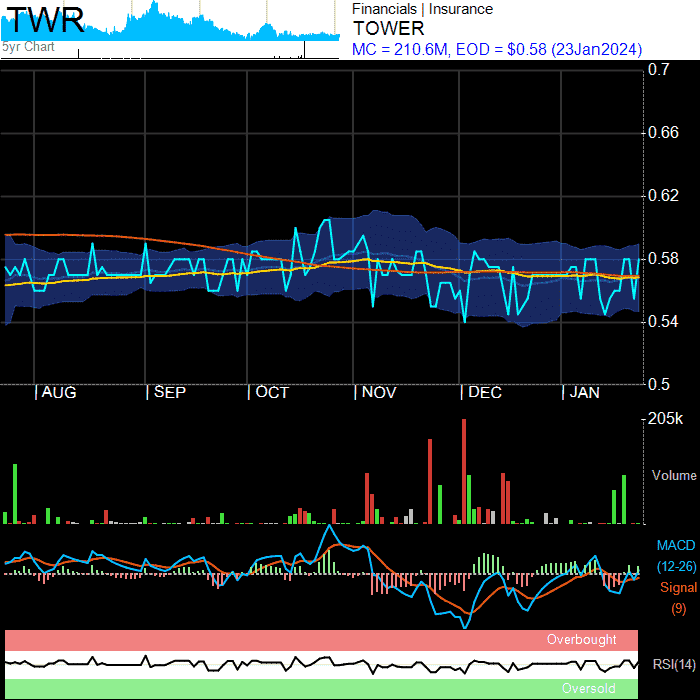 TWR
5yr Chart
Financials | Insurance
TOWER
MC = 210.6M, EOD = $0.58 (23Jan2024)
0.7
0.66
0.62
0.58
0.54
0.5
| AUG | SEP | OCT | NOV | DEC | JAN
205k
Volume
MACD
(12-26)
Signal
(9)
Overbought
RSI(14)
Oversold